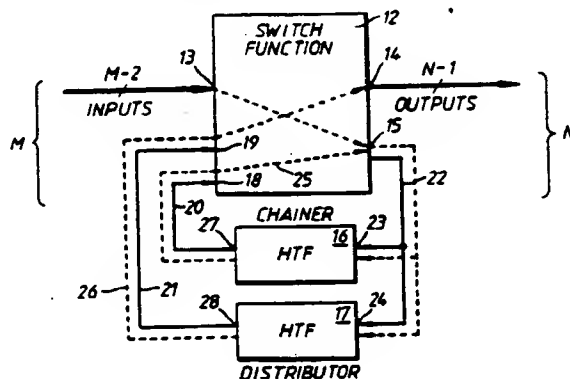 12
SWITCH
FUNCTION
13
14
M-2
INPUTS
N-1
OUTPUTS
M
N
15
19
25
22
18
20
CHAINER
27
HTF
16
23
26
21
28
HTF
17
24
DISTRIBUTOR